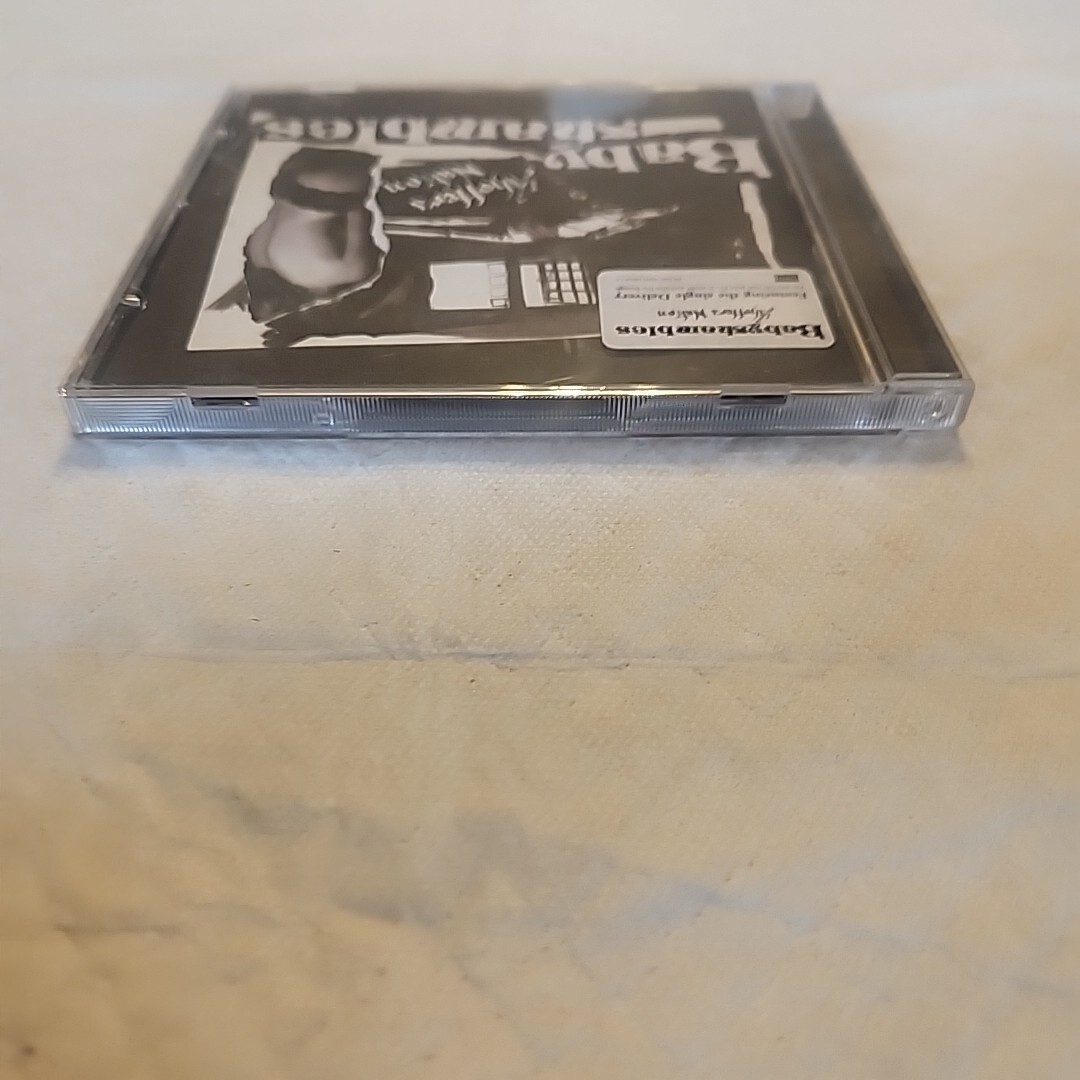 Baby
shambles
Shotter's
Nation
Babyshambles
Shotter's Nation
Featuring the single Delivery